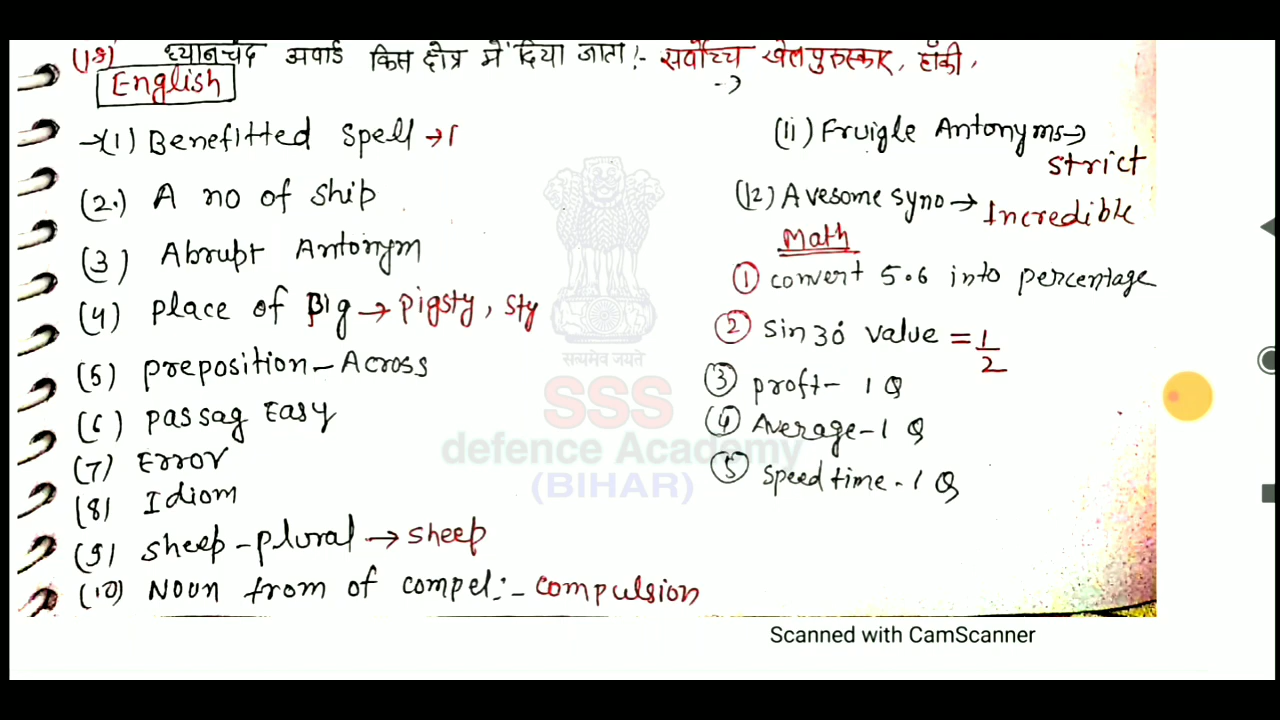 (13) ध्यानचंद अवार्ड किस क्षेत्र में दिया जाता :- सर्वोच्च खेल पुरुस्कार, हॉकी,
English
→(1) Benefitted Spell →
(2.) A no of ship
(3) Abrupt Antonym
(4) place of pig → pigsty, sty
(5) preposition - Across
(6) passag Easy
(7) Error
(8) Idiom
(9) sheep - plural → sheep
(10) Noun from of compel :- compulsion
(11) Fruigle Antonyms →
strict
(12) Avesome syno → Incredible
Math
① convert 5.6 into percentage
② Sin 30° value = 1/2
③ proft - 1 Q
④ Average - 1 Q
⑤ speed time - 1 Q
सत्यमेव जयते
SSS
defence Academy
(BIHAR)
Scanned with CamScanner